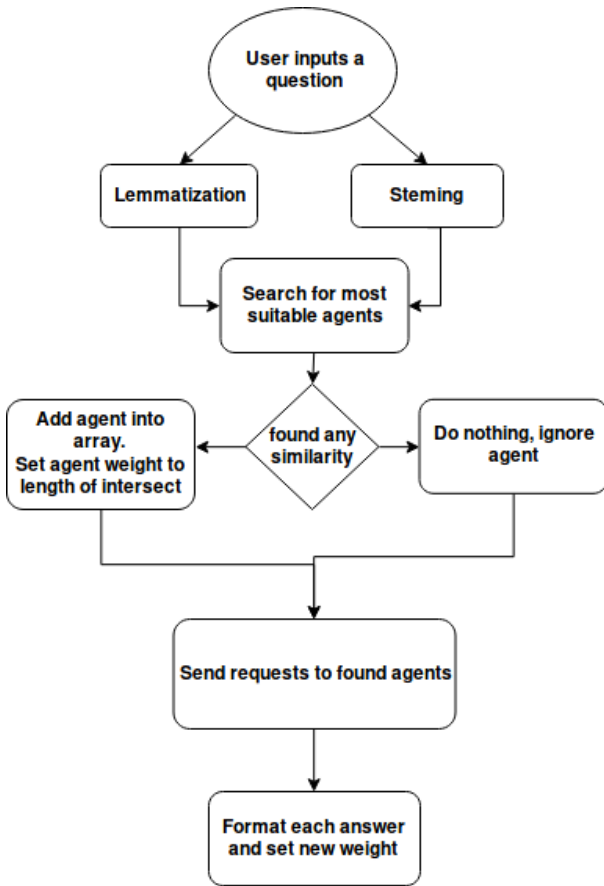 User inputs a
question
Lemmatization
Steming
Search for most
suitable agents
Add agent into
array.
Set agent weight to
length of intersect
found any
similarity
Do nothing, ignore
agent
Send requests to found agents
Format each answer
and set new weight